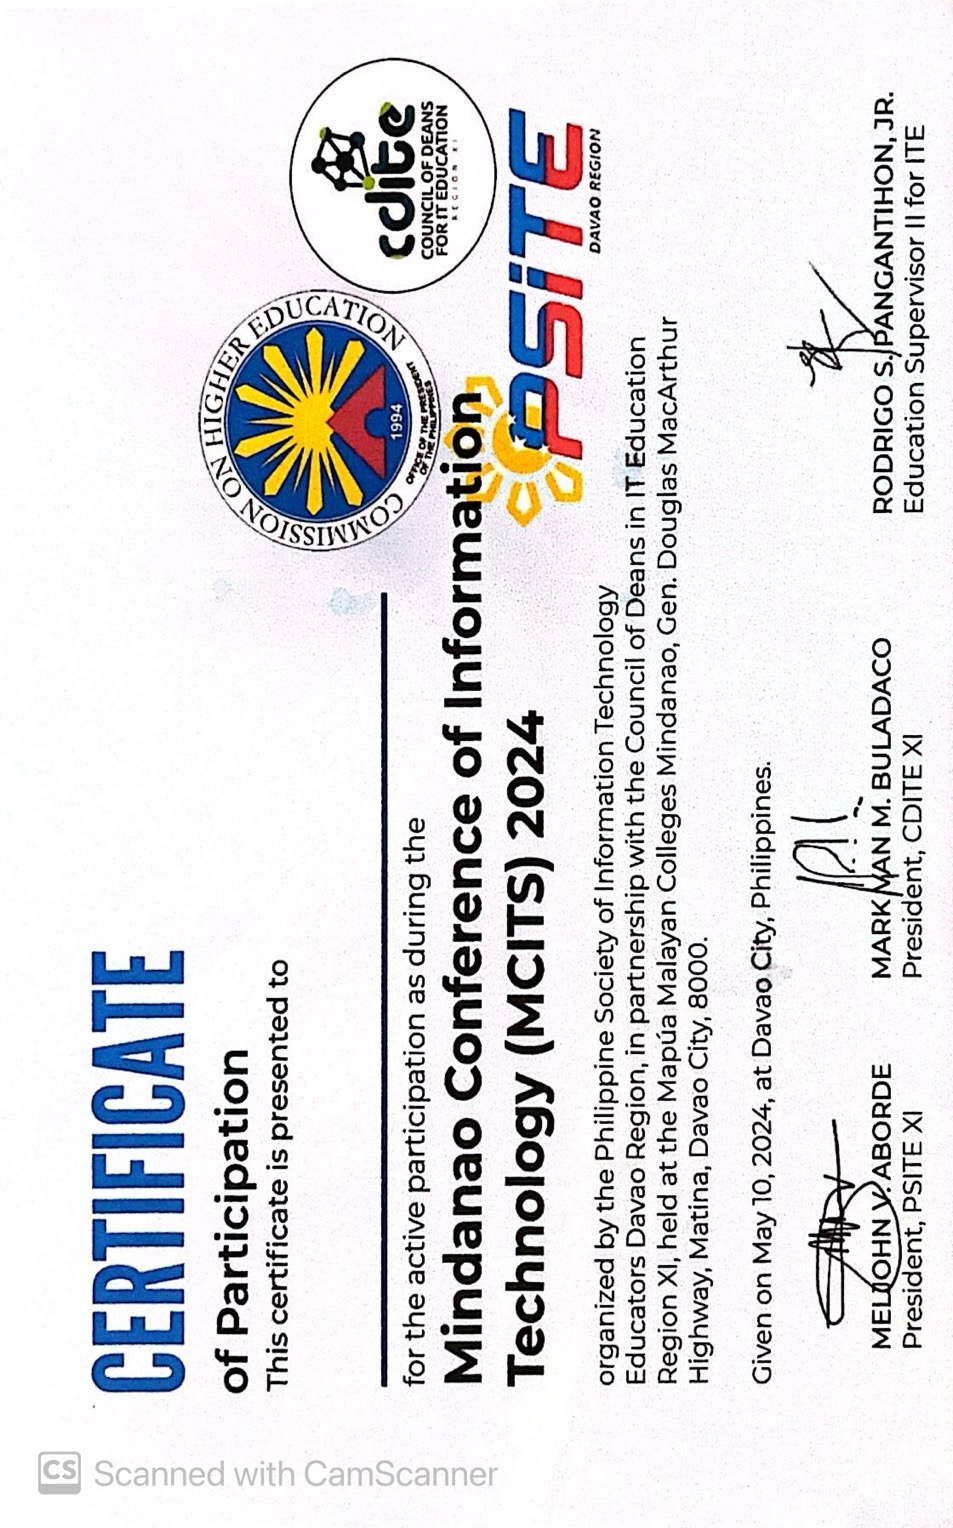 CS Scanned with CamScanner
CERTIFICATE
of Participation
This certificate is presented to
for the active participation as during the
Mindanao Conference of Information
Technology (MCITS) 2024
organized by the Philippine Society of Information Technology
Educators Davao Region, in partnership with the Council of Deans in IT Education
Region XI, held at the Mapúa Malayan Colleges Mindanao, Gen. Douglas MacArthur
Highway, Matina, Davao City, 8000.
Given on May 10, 2024, at Davao City, Philippines.
COMMISSION ON HIGHER EDUCATION
1994
OFFICE OF THE PRESIDENT
OF THE PHILIPPINES
cdite
COUNCIL OF DEANS
FOR IT EDUCATION
REGION XI
PSiTE
DAVAO REGION
V. ABORDE
President, PSITE XI
MARK M. BULADACO
President, CDITE XI
RODRIGO S. PANGANTIHON, JR.
Education Supervisor II for ITE